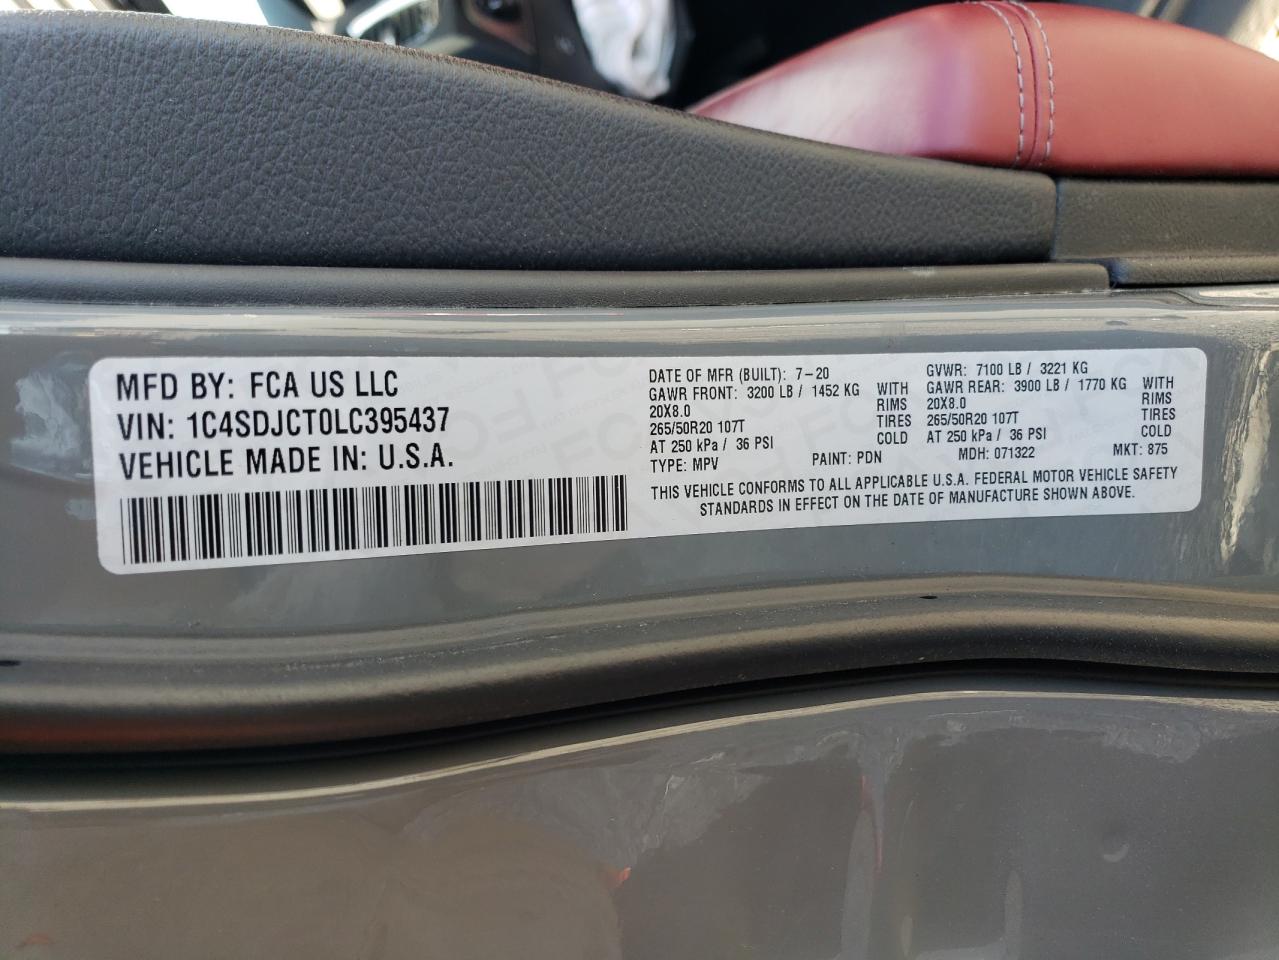 MFD BY: FCA US LLC
VIN: 1C4SDJCT0LC395437
VEHICLE MADE IN: U.S.A.
DATE OF MFR (BUILT): 7-20
GAWR FRONT: 3200 LB / 1452 KG WITH
20X8.0 RIMS
265/50R20 107T TIRES
AT 250 kPa / 36 PSI COLD
TYPE: MPV PAINT: PDN
GVWR: 7100 LB / 3221 KG
GAWR REAR: 3900 LB / 1770 KG WITH
20X8.0 RIMS
265/50R20 107T TIRES
AT 250 kPa / 36 PSI COLD
MDH: 071322 MKT: 875
THIS VEHICLE CONFORMS TO ALL APPLICABLE U.S.A. FEDERAL MOTOR VEHICLE SAFETY
STANDARDS IN EFFECT ON THE DATE OF MANUFACTURE SHOWN ABOVE.